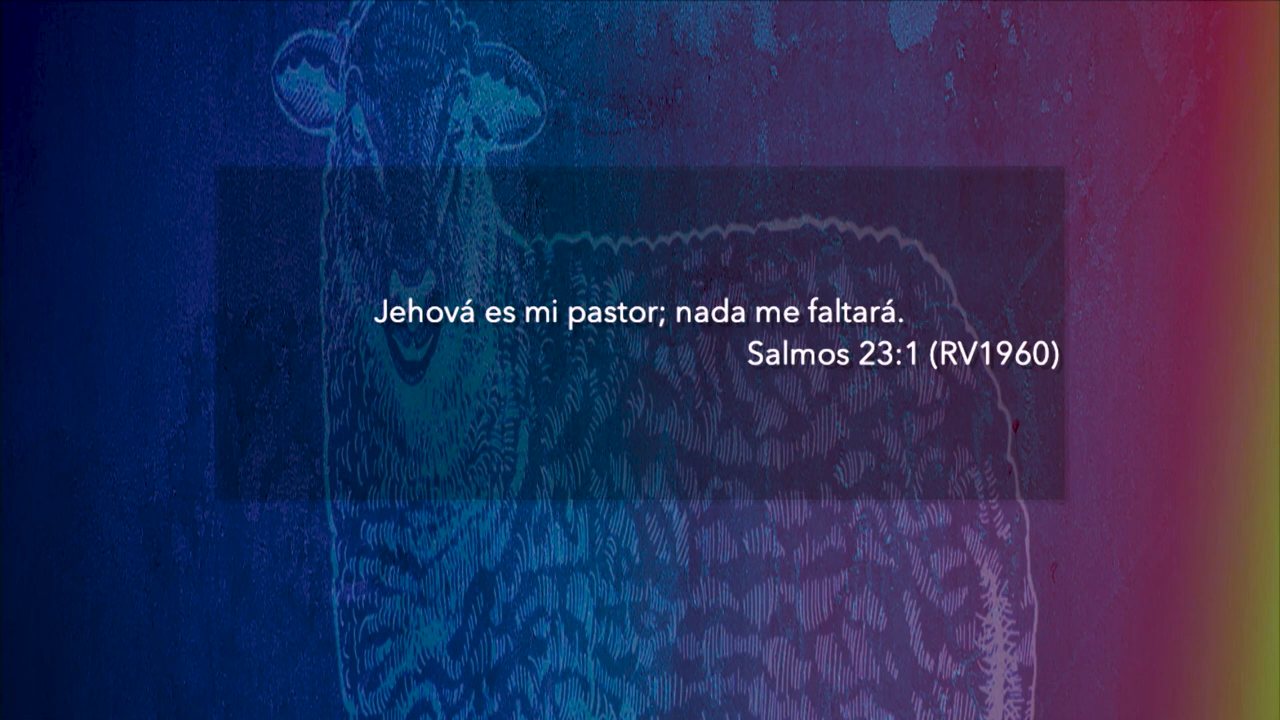 Jehová es mi pastor; nada me faltará.
Salmos 23:1 (RV1960)